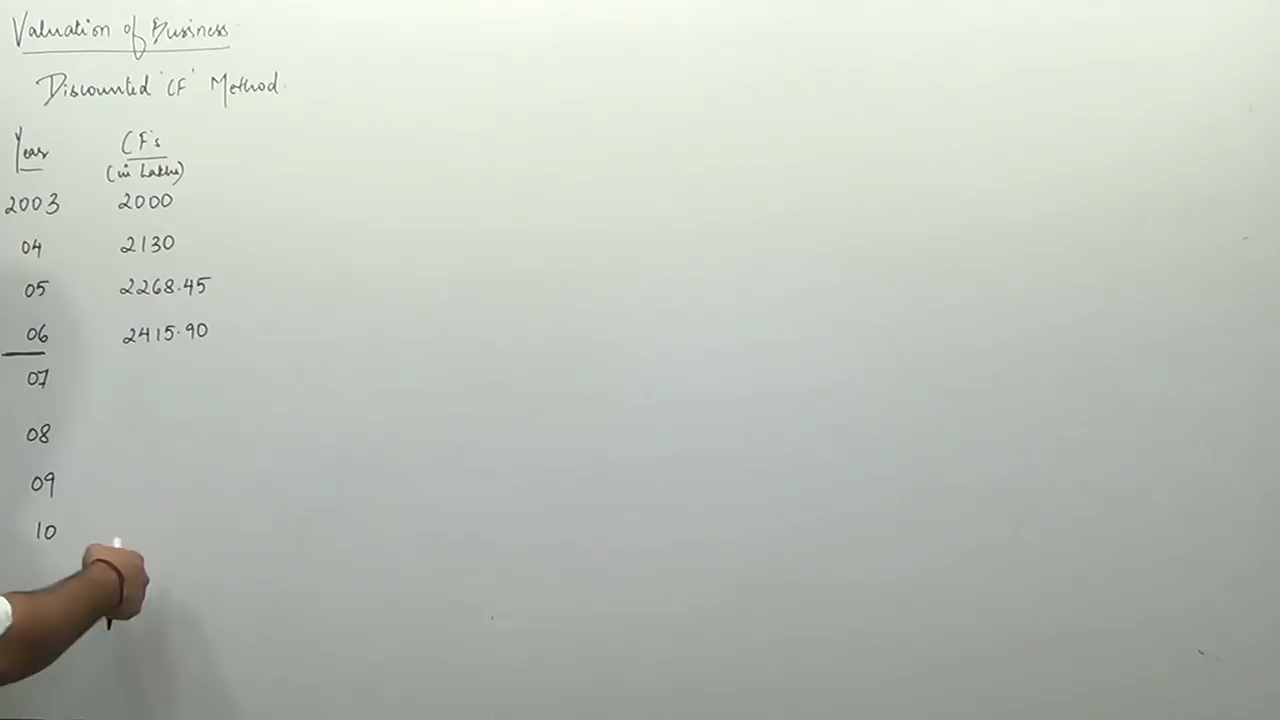 Valuation of Business
Discounted 'CF' Method.
Year CF's
(in Lakhs)
2003 2000
04 2130
05 2268.45
06 2415.90
07
08
09
10